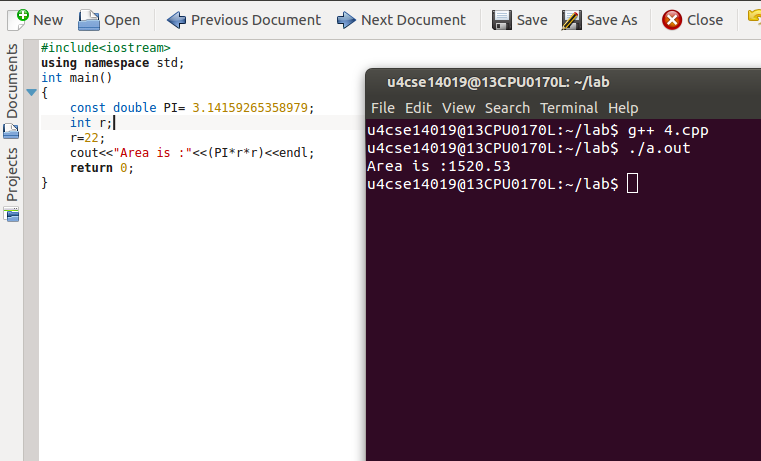 New Open Previous Document Next Document Save Save As Close
Documents
Projects
#include<iostream>
using namespace std;
int main()
{
    const double PI= 3.14159265358979;
    int r;
    r=22;
    cout<<"Area is :"<<(PI*r*r)<<endl;
    return 0;
}
u4cse14019@13CPU0170L: ~/lab
File Edit View Search Terminal Help
u4cse14019@13CPU0170L:~/lab$ g++ 4.cpp
u4cse14019@13CPU0170L:~/lab$ ./a.out
Area is :1520.53
u4cse14019@13CPU0170L:~/lab$